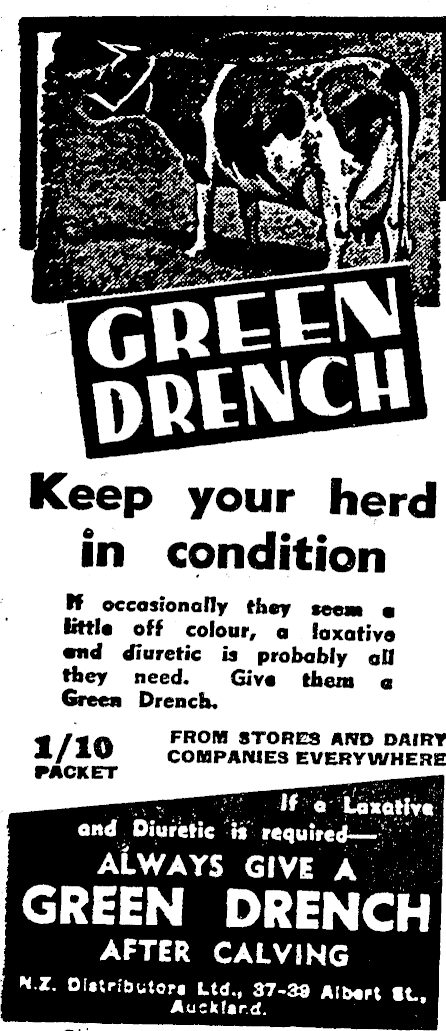 GREEN
DRENCH
Keep your herd
in condition
If occasionally they seem a
little off colour, a laxative
and diuretic is probably all
they need. Give them a
Green Drench.
1/10
PACKET
FROM STORES AND DAIRY
COMPANIES EVERYWHERE
If a Laxative
and Diuretic is required—
ALWAYS GIVE A
GREEN DRENCH
AFTER CALVING
N.Z. Distributors Ltd., 37-39 Albert St.,
Auckland.